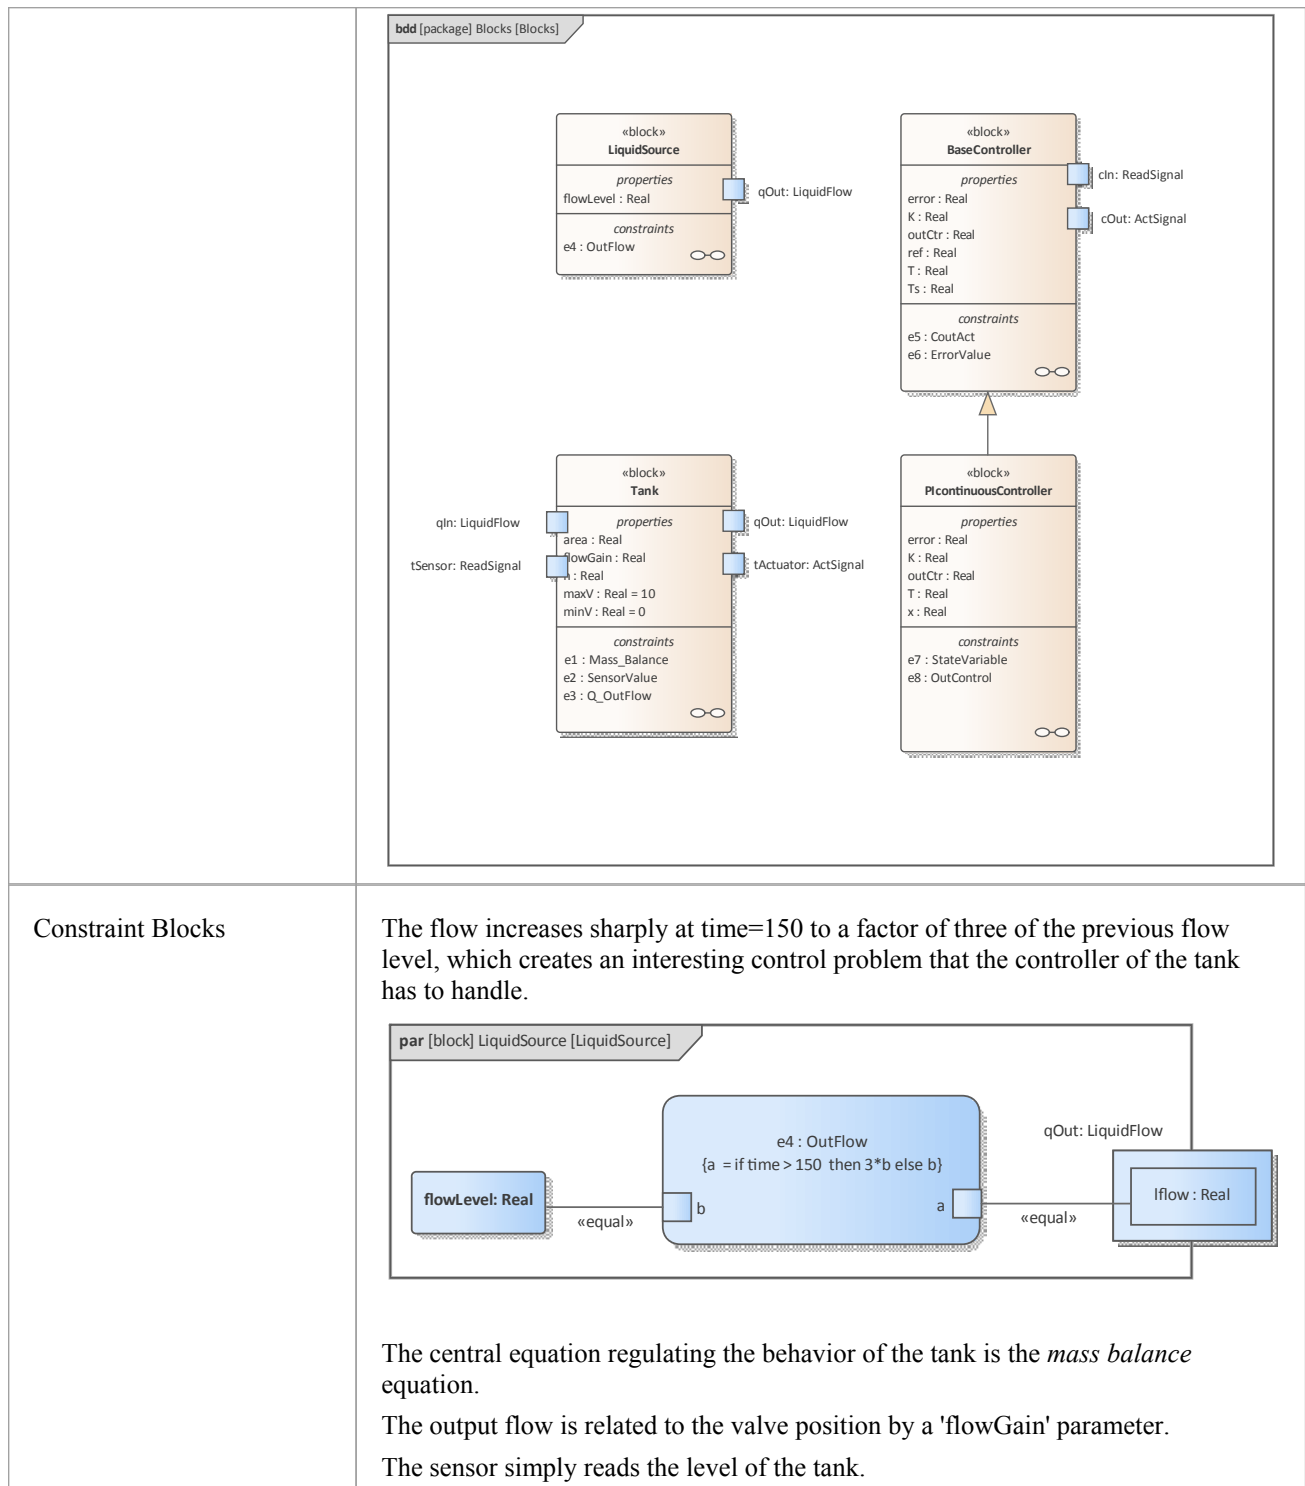 bdd [package] Blocks [Blocks]
«block»
LiquidSource
properties
flowLevel : Real
constraints
e4 : OutFlow
qOut: LiquidFlow
«block»
BaseController
properties
error : Real
K : Real
outCtr : Real
ref : Real
T : Real
Ts : Real
constraints
e5 : CoutAct
e6 : ErrorValue
cIn: ReadSignal
cOut: ActSignal
«block»
Tank
properties
area : Real
flowGain : Real
: Real
maxV : Real = 10
minV : Real = 0
constraints
e1 : Mass_Balance
e2 : SensorValue
e3 : Q_OutFlow
qIn: LiquidFlow
tSensor: ReadSignal
qOut: LiquidFlow
tActuator: ActSignal
«block»
PIcontinuousController
properties
error : Real
K : Real
outCtr : Real
T : Real
x : Real
constraints
e7 : StateVariable
e8 : OutControl
Constraint Blocks
The flow increases sharply at time=150 to a factor of three of the previous flow
level, which creates an interesting control problem that the controller of the tank
has to handle.
par [block] LiquidSource [LiquidSource]
flowLevel: Real
«equal»
e4 : OutFlow
{a = if time > 150 then 3*b else b}
b
a
«equal»
qOut: LiquidFlow
lflow : Real
The central equation regulating the behavior of the tank is the mass balance
equation.
The output flow is related to the valve position by a 'flowGain' parameter.
The sensor simply reads the level of the tank.